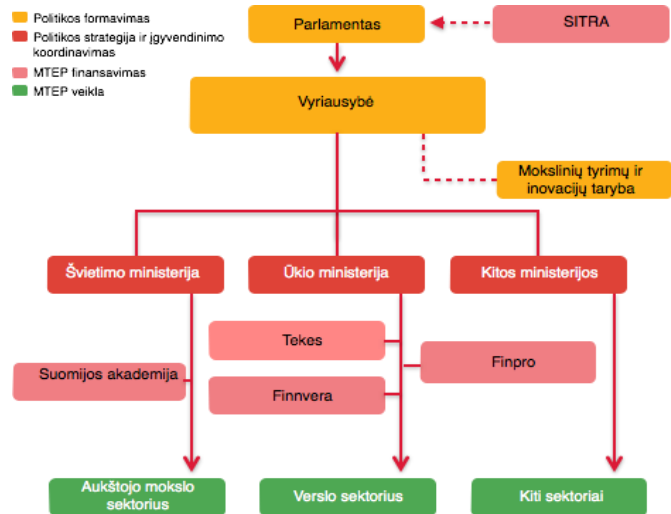 Politikos formavimas
Politikos strategija ir įgyvendinimo
koordinavimas
MTEP finansavimas
MTEP veikla
Parlamentas
SITRA
Vyriausybė
Mokslinių tyrimų ir
inovacijų taryba
Švietimo ministerija
Ūkio ministerija
Kitos ministerijos
Tekes
Suomijos akademija
Finpro
Finnvera
Aukštojo mokslo
sektorius
Verslo sektorius
Kiti sektoriai